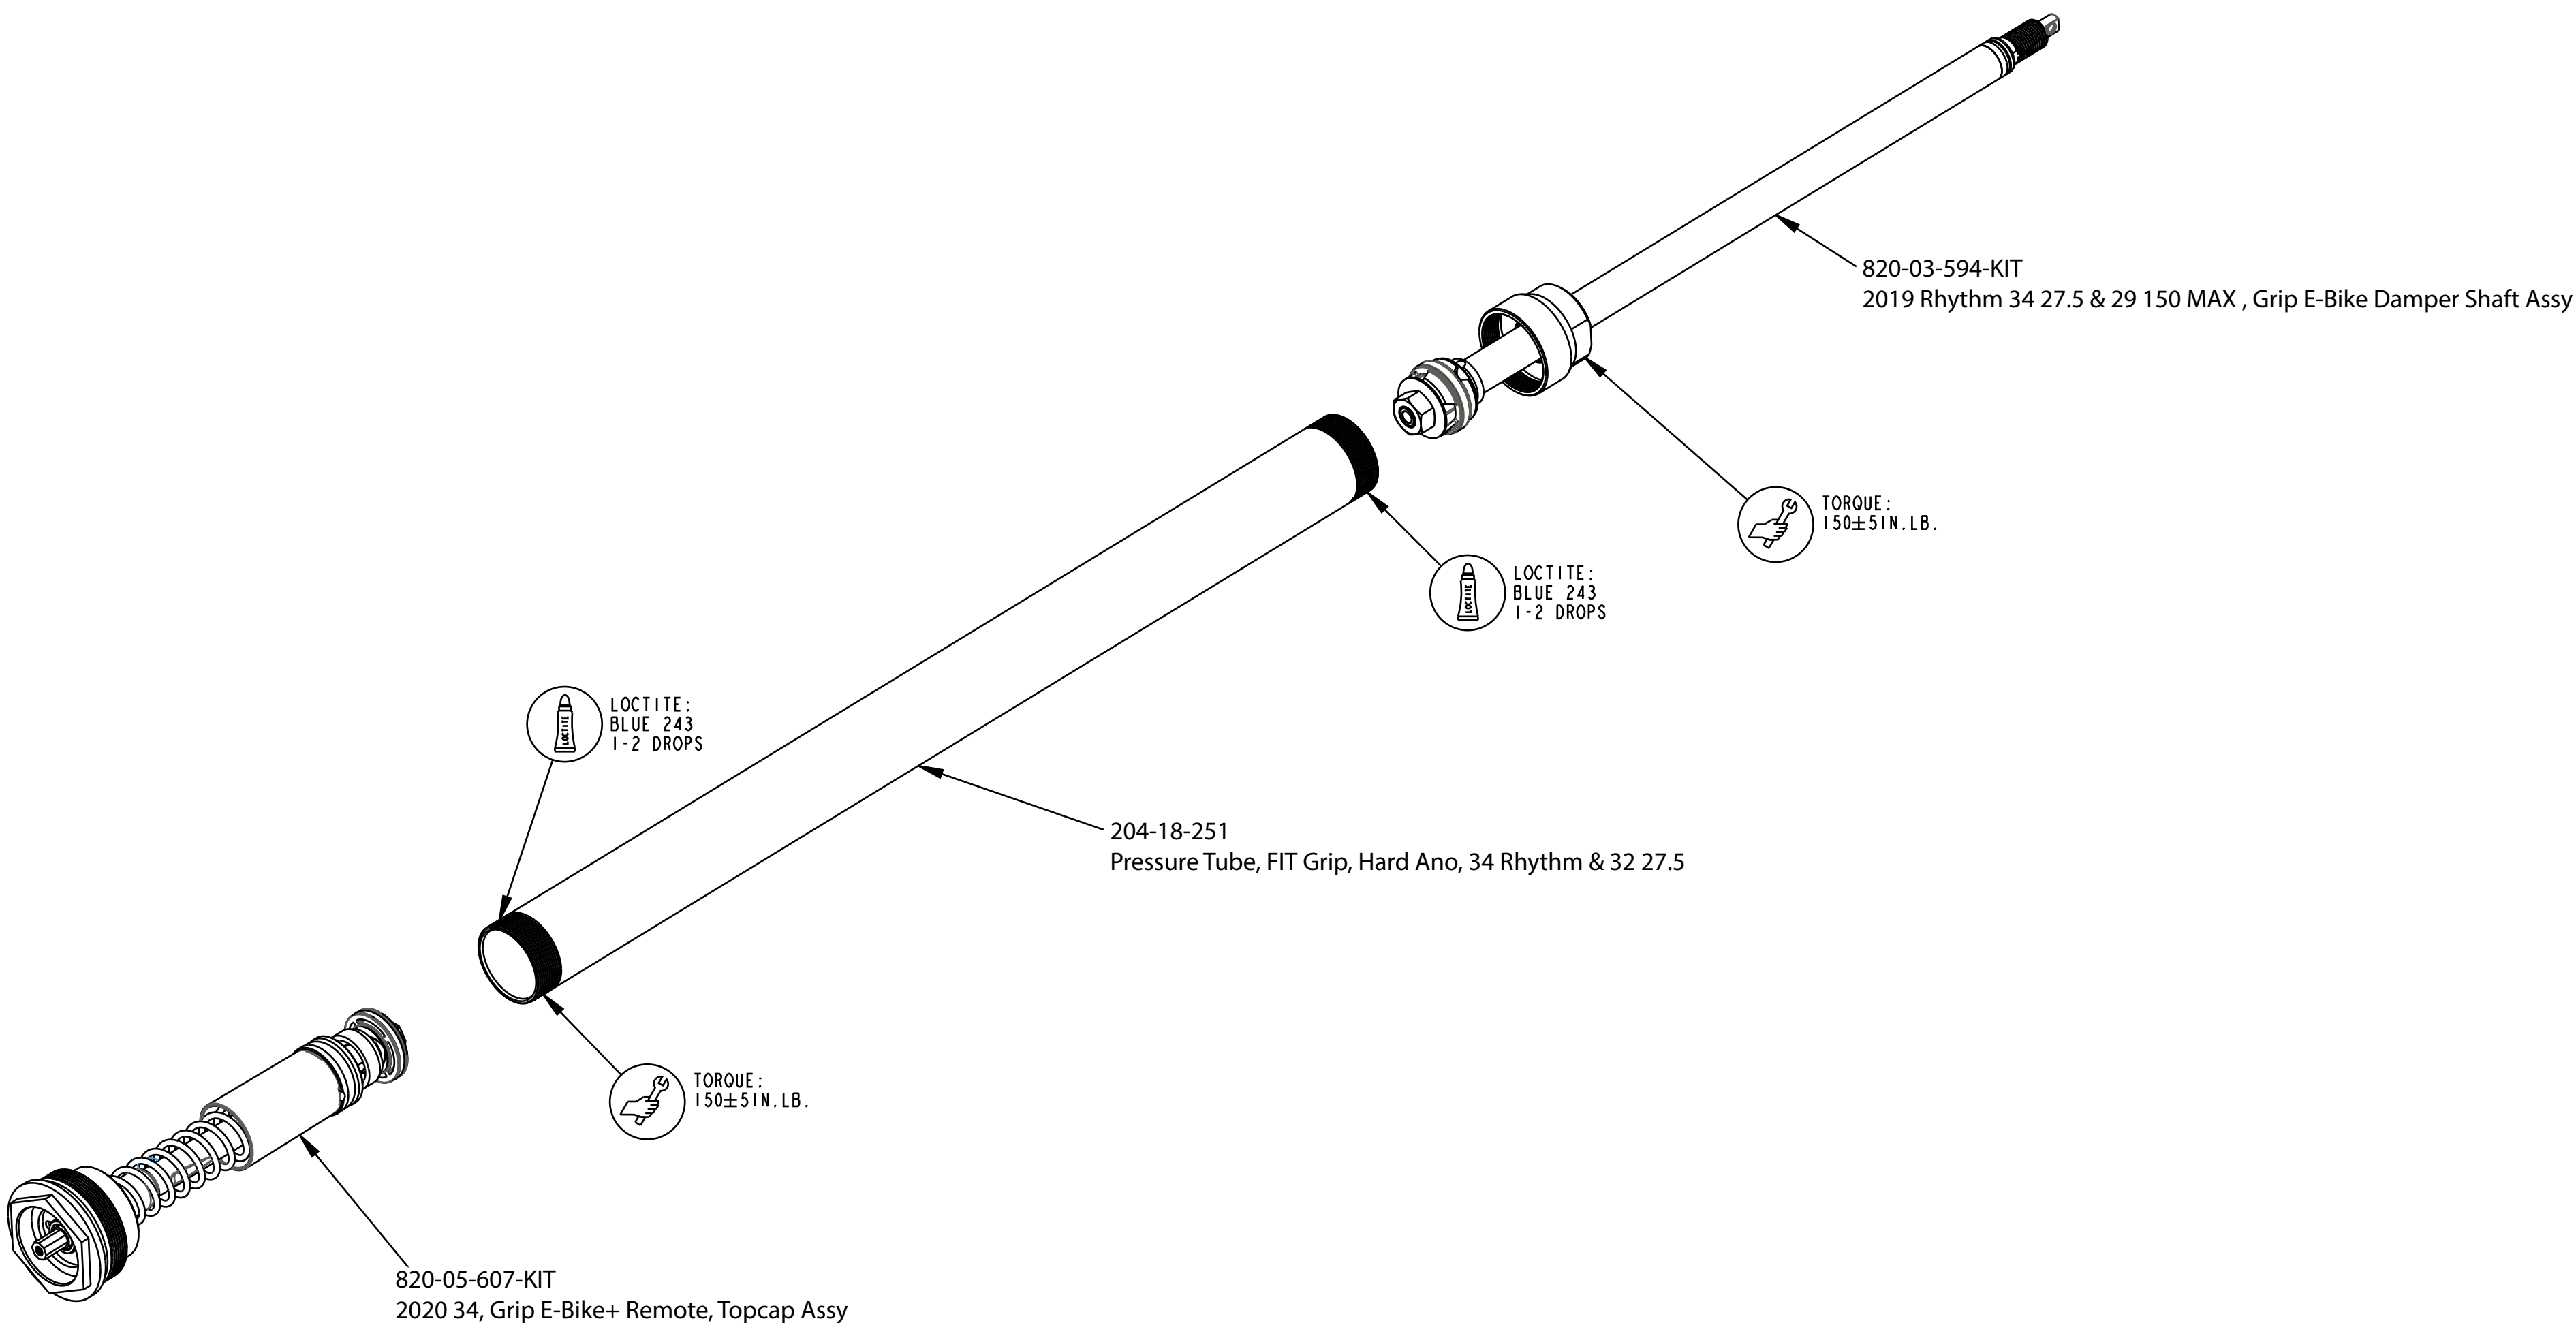 820-03-594-KIT
2019 Rhythm 34 27.5 & 29 150 MAX , Grip E-Bike Damper Shaft Assy
TORQUE:
150±5IN.LB.
LOCTITE
LOCTITE:
BLUE 243
1-2 DROPS
LOCTITE
LOCTITE:
BLUE 243
1-2 DROPS
204-18-251
Pressure Tube, FIT Grip, Hard Ano, 34 Rhythm & 32 27.5
TORQUE:
150±5IN.LB.
820-05-607-KIT
2020 34, Grip E-Bike+ Remote, Topcap Assy